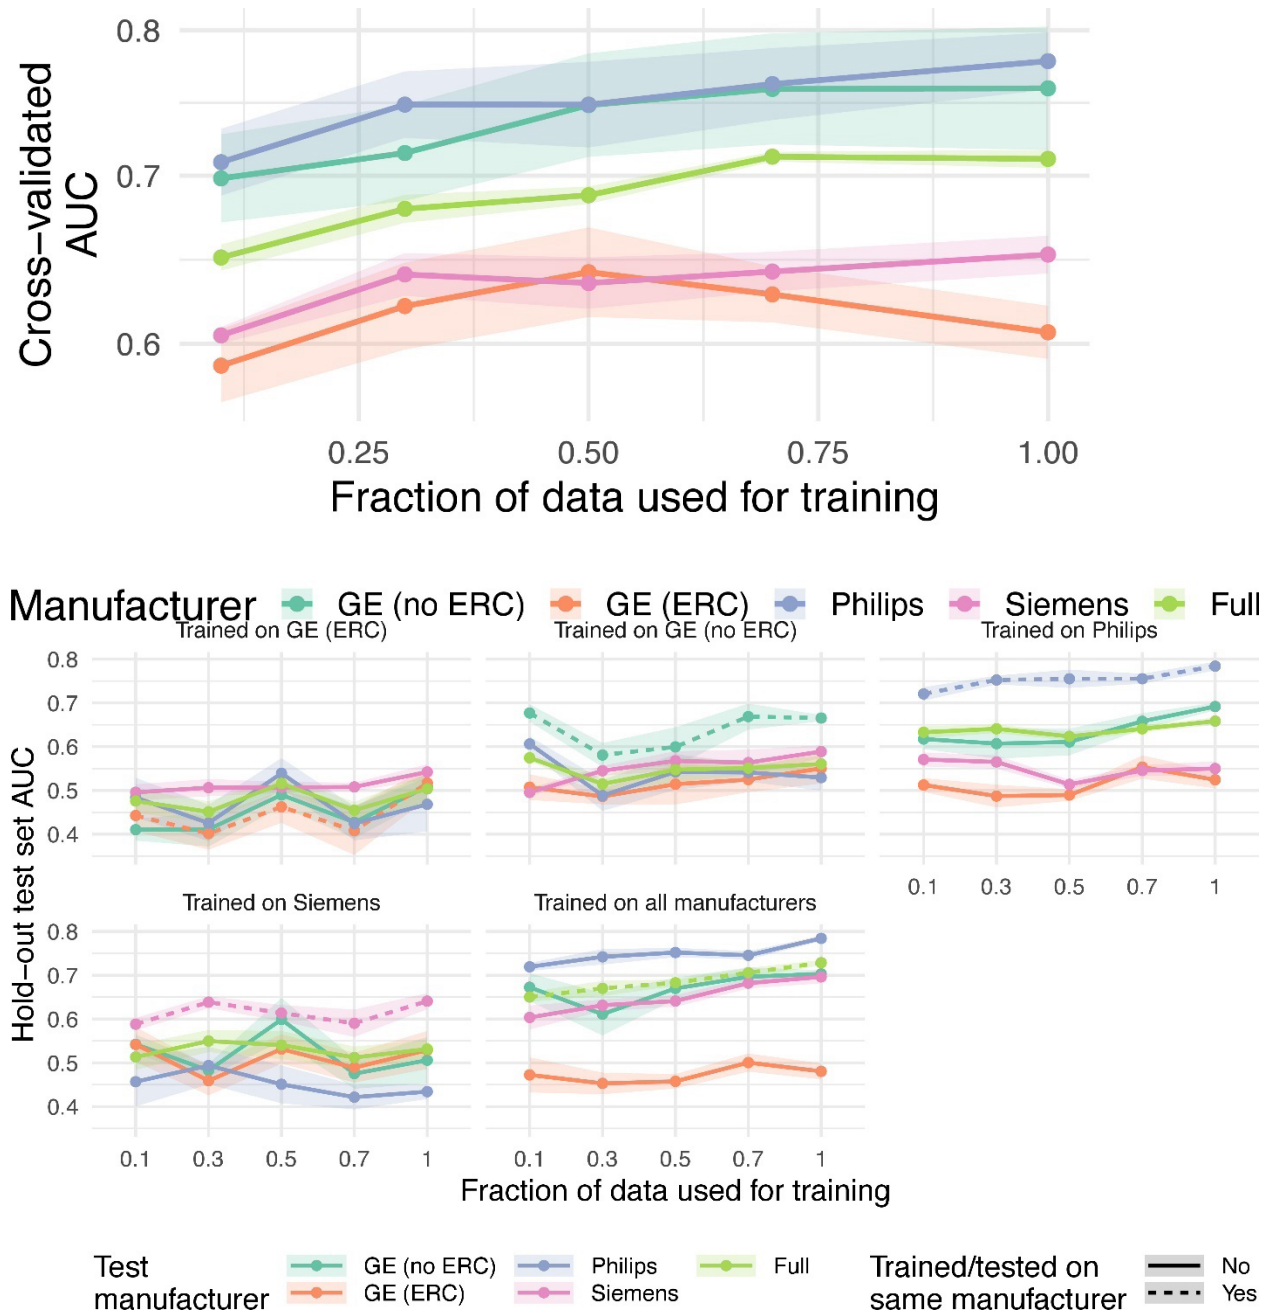 0.8
0.7
0.6
Cross−validated
AUC
0.25 0.50 0.75 1.00
Fraction of data used for training
Manufacturer GE (no ERC) GE (ERC) Philips Siemens Full
Trained on GE (ERC) Trained on GE (no ERC) Trained on Philips
0.8
0.7
0.6
0.5
0.4
0.1 0.3 0.5 0.7 1
Hold−out test set AUC
Trained on Siemens Trained on all manufacturers
0.8
0.7
0.6
0.5
0.4
0.1 0.3 0.5 0.7 1 0.1 0.3 0.5 0.7 1
Fraction of data used for training
Test
manufacturer
GE (no ERC) Philips Full
GE (ERC) Siemens
Trained/tested on
same manufacturer
No
Yes